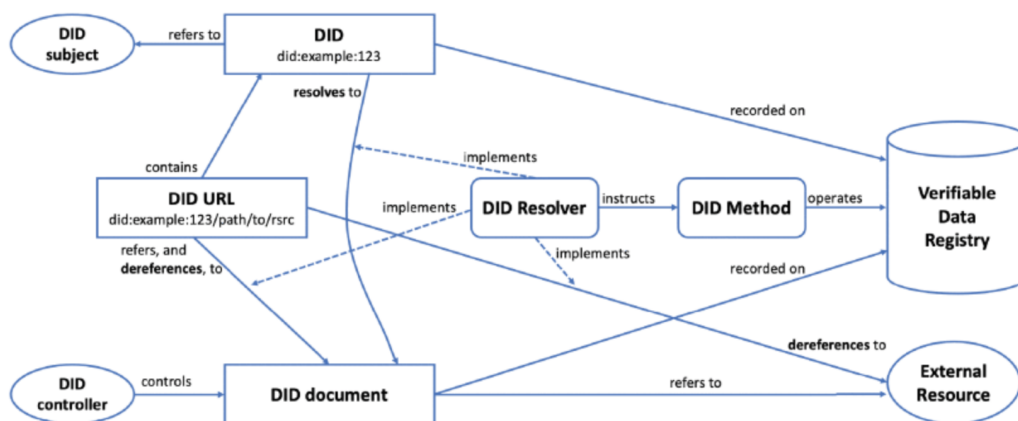 DID
subject
refers to
DID
did:example:123
resolves to
recorded on
contains
implements
DID URL
did:example:123/path/to/rsrc
implements
DID Resolver
instructs
DID Method
operates
Verifiable
Data
Registry
refers, and
dereferences, to
implements
recorded on
dereferences to
DID
controller
controls
DID document
refers to
External
Resource